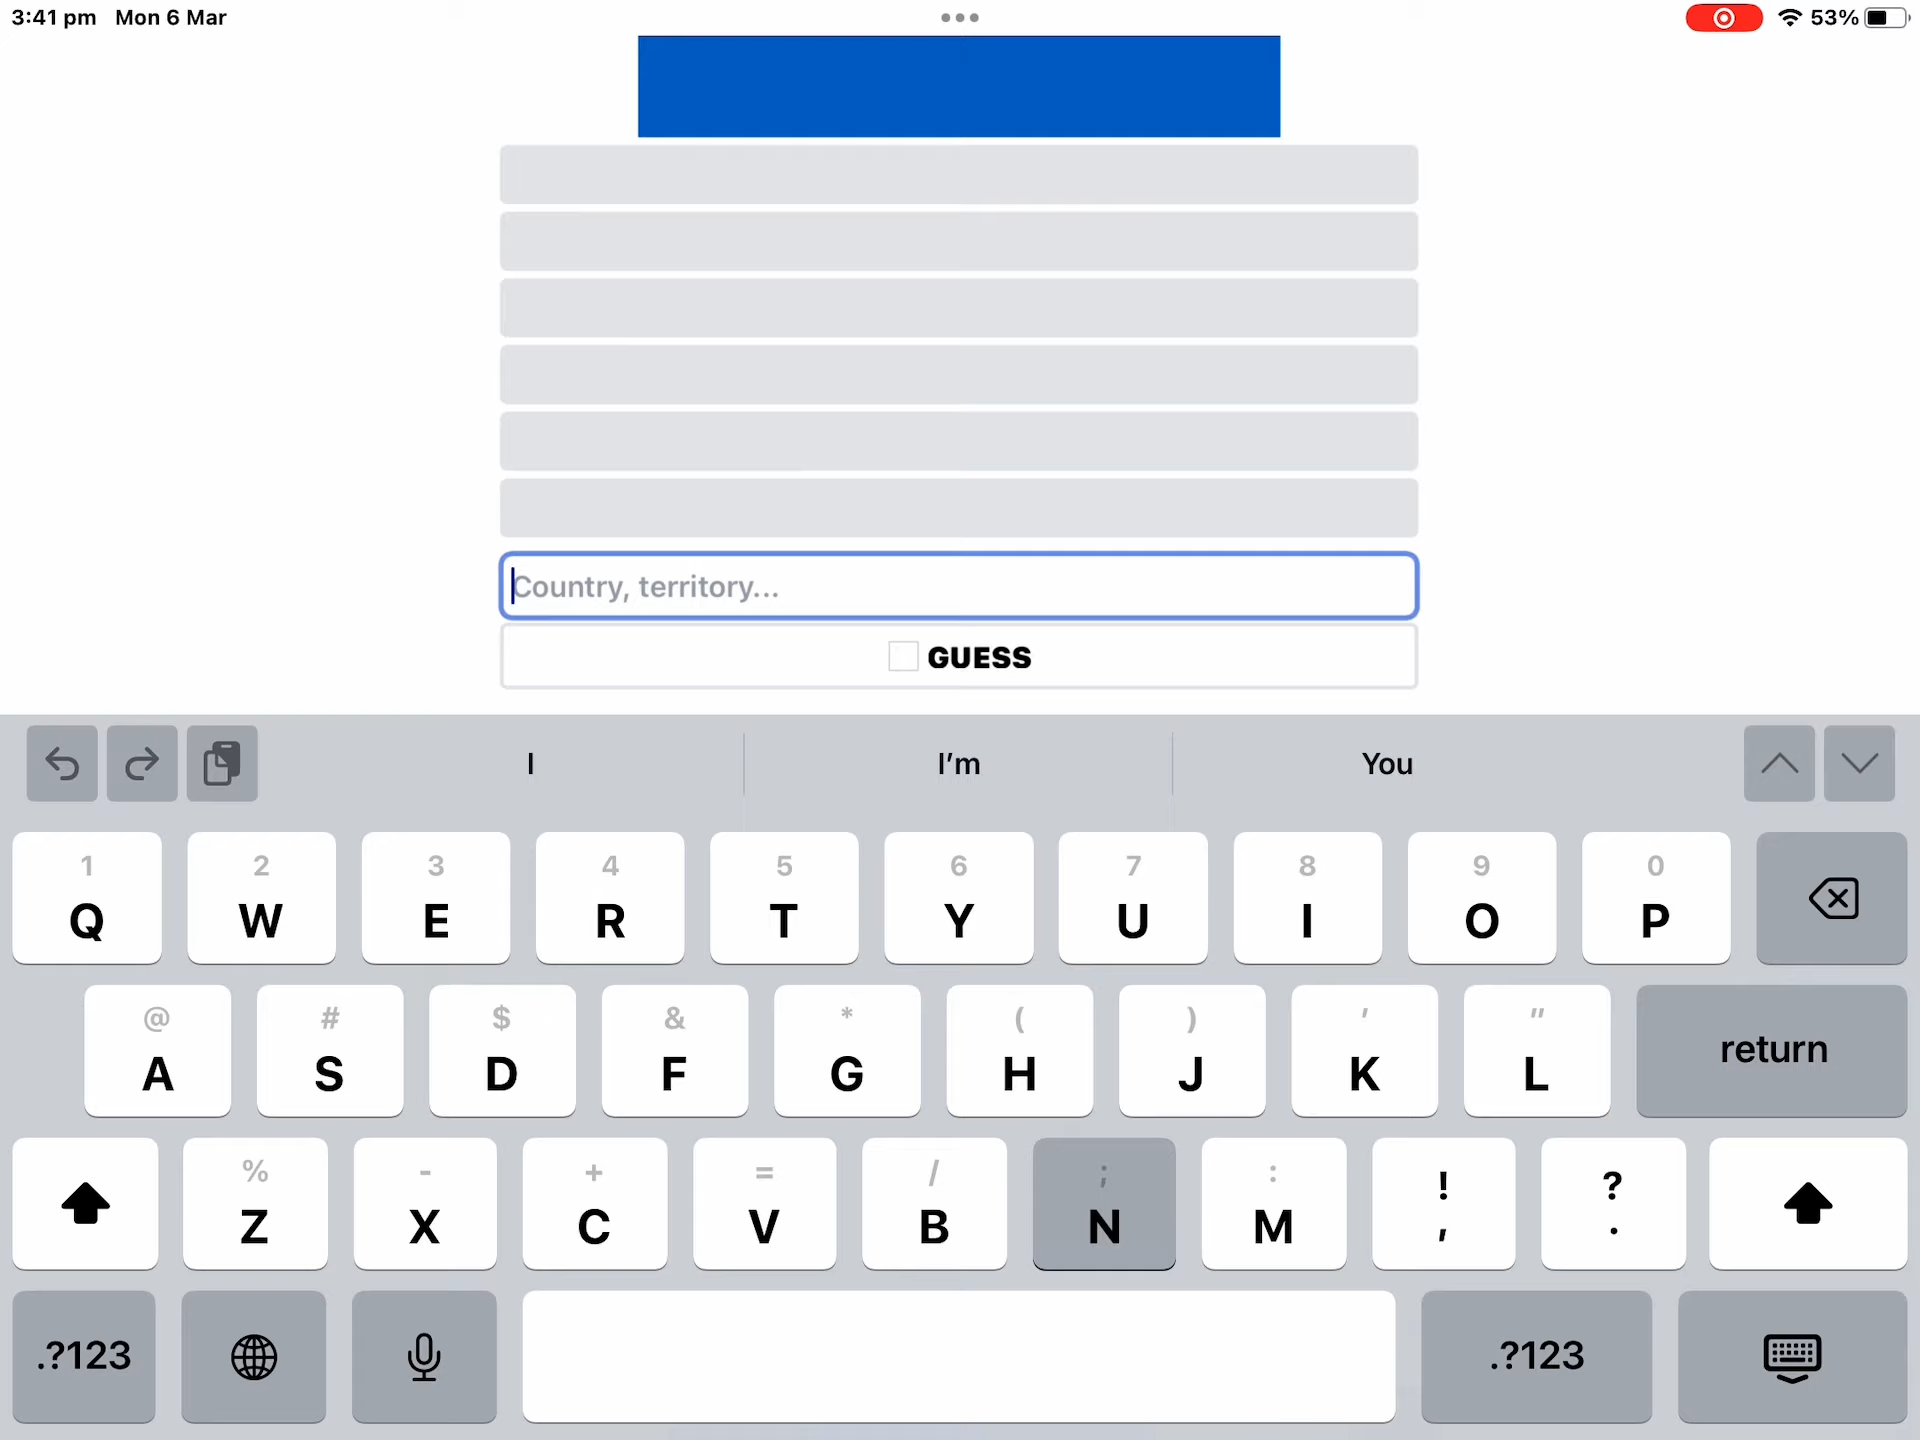 3:41 pm Mon 6 Mar 53%
Country, territory...
GUESS
I I'm You
1 2 3 4 5 6 7 8 9 0
Q W E R T Y U I O P
@ # $ & * ( ) ' "
A S D F G H J K L return
% - + = / ; : ! ?
Z X C V B N M , .
.?123 .?123